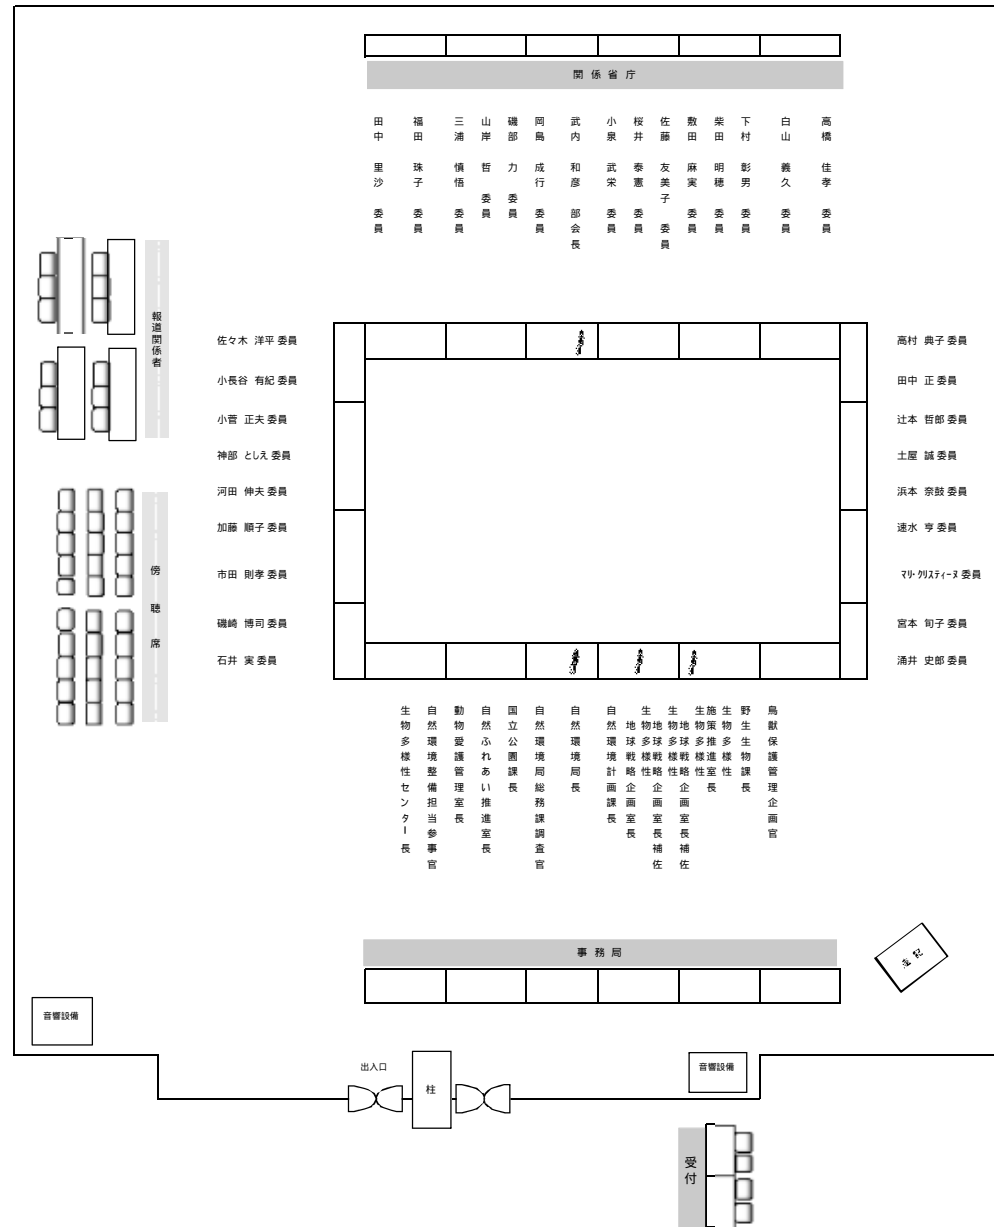 関係省庁
田中 里沙 委員
福田 珠子 委員
三浦 慎悟 委員
山岸 哲 委員
磯部 力 委員
岡島 成行 委員
武内 和彦 部会長
小泉 武栄 委員
桜井 泰憲 委員
佐藤 友美子 委員
敷田 麻実 委員
柴田 明穂 委員
下村 彰男 委員
白山 義久 委員
高橋 佳孝 委員
報道関係者
佐々木 洋平 委員
小長谷 有紀 委員
小菅 正夫 委員
神部 としえ 委員
河田 伸夫 委員
加藤 順子 委員
市田 則孝 委員
磯崎 博司 委員
石井 実 委員
高村 典子 委員
田中 正 委員
辻本 哲郎 委員
土屋 誠 委員
浜本 奈鼓 委員
速水 亨 委員
マリ・クリスティーヌ 委員
宮本 旬子 委員
涌井 史郎 委員
傍聴席
生物多様性センター長
自然環境整備担当参事官
動物愛護管理室長
自然ふれあい推進室長
国立公園課長
自然環境局総務課調査官
自然環境局長
自然環境計画課長
生物多様性
地球戦略企画室長
生物多様性
地球戦略企画室長補佐
生物多様性
地球戦略企画室長補佐
生物多様性
施策推進室長
野生生物課長
鳥獣保護管理企画官
事務局
速記
音響設備
出入口
柱
音響設備
受付